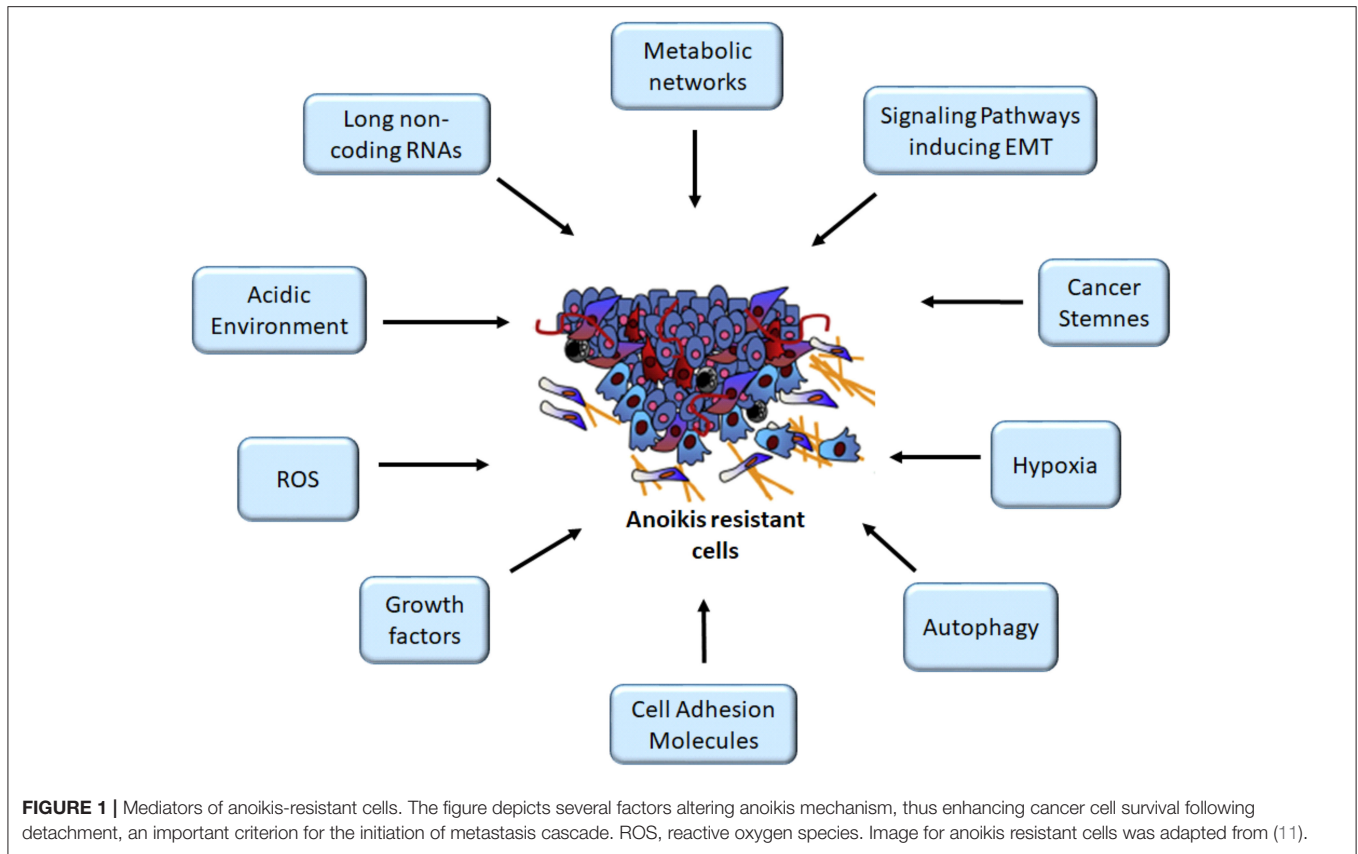 Metabolic
networks
Long non-
coding RNAs
Signaling Pathways
inducing EMT
Acidic
Environment
Cancer
Stemnes
ROS
Hypoxia
Anoikis resistant
cells
Growth
factors
Autophagy
Cell Adhesion
Molecules
FIGURE 1 | Mediators of anoikis-resistant cells. The figure depicts several factors altering anoikis mechanism, thus enhancing cancer cell survival following
detachment, an important criterion for the initiation of metastasis cascade. ROS, reactive oxygen species. Image for anoikis resistant cells was adapted from (11).